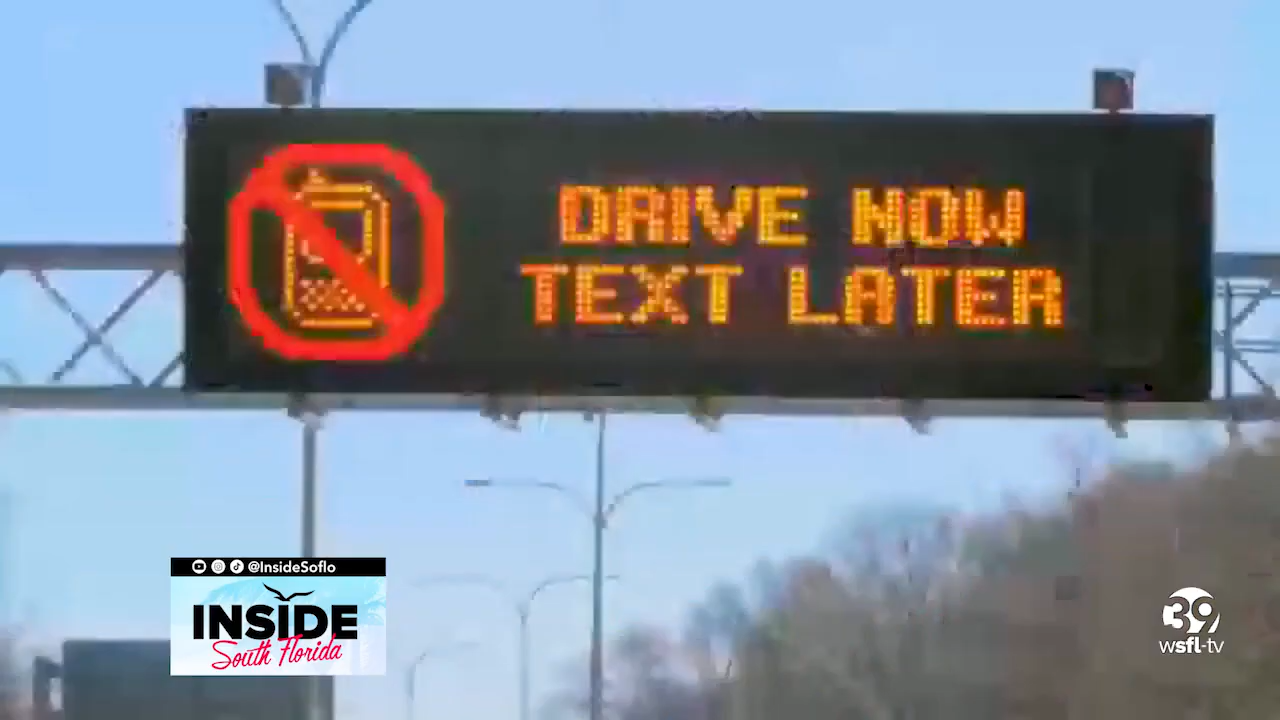 DRIVE NOW
TEXT LATER
@InsideSoflo
INSIDE
South Florida
39
wsfl-tv